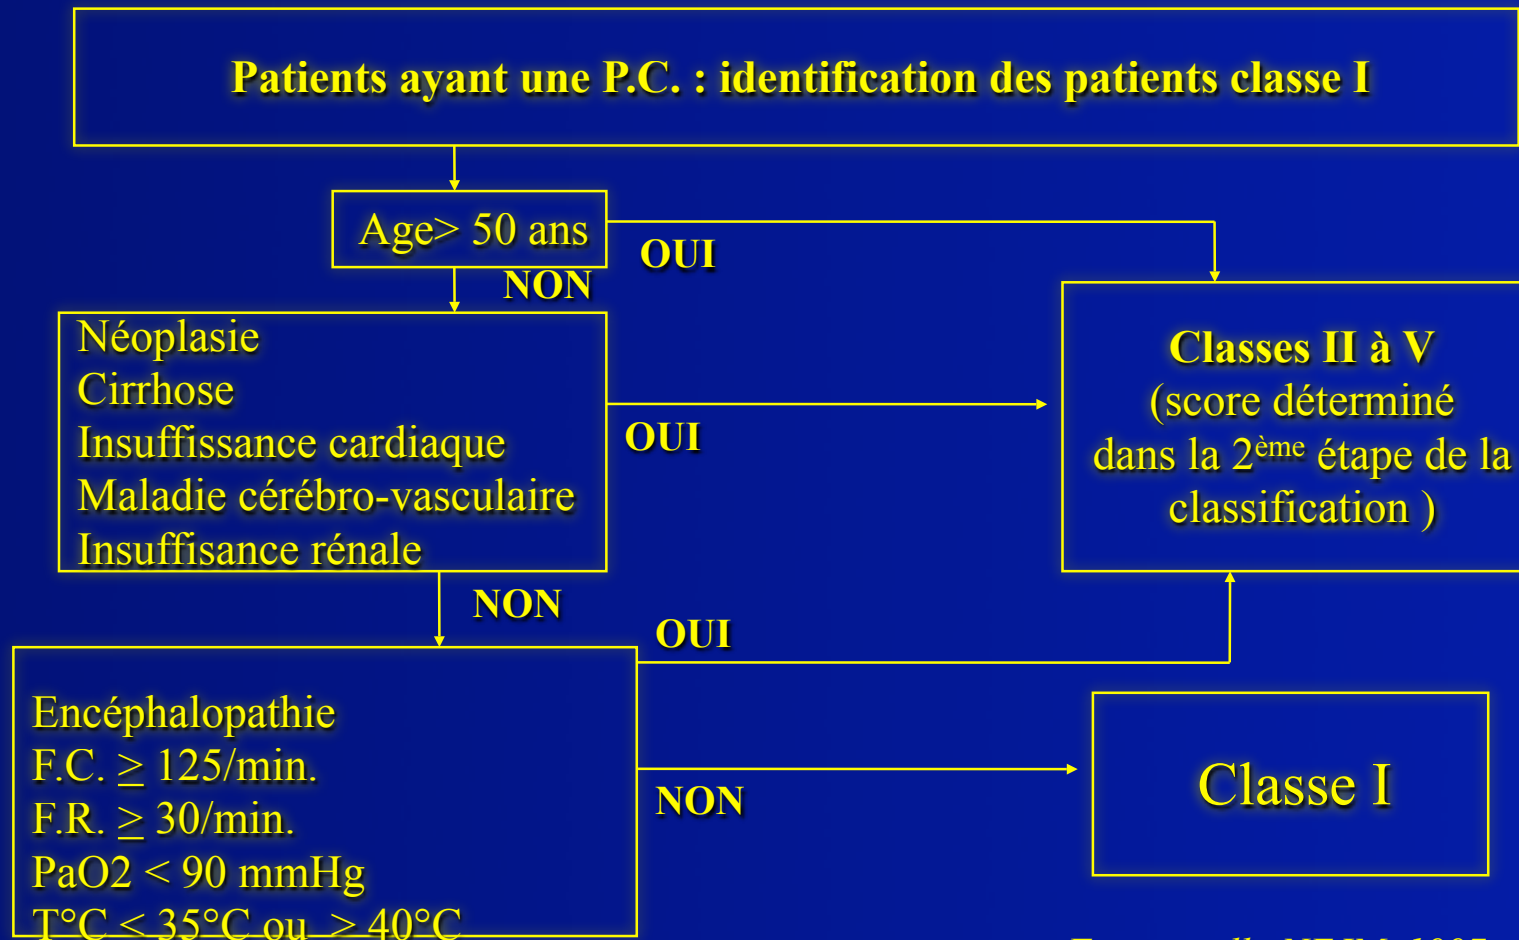 Patients ayant une P.C. : identification des patients classe I
Age> 50 ans
OUI
NON
Néoplasie
Cirrhose
Insuffissance cardiaque
Maladie cérébro-vasculaire
Insuffisance rénale
OUI
Classes II à V
(score déterminé
dans la 2ème étape de la
classification )
NON
OUI
Encéphalopathie
F.C. ≥ 125/min.
F.R. ≥ 30/min.
PaO2 < 90 mmHg
T°C < 35°C ou > 40°C
NON
Classe I